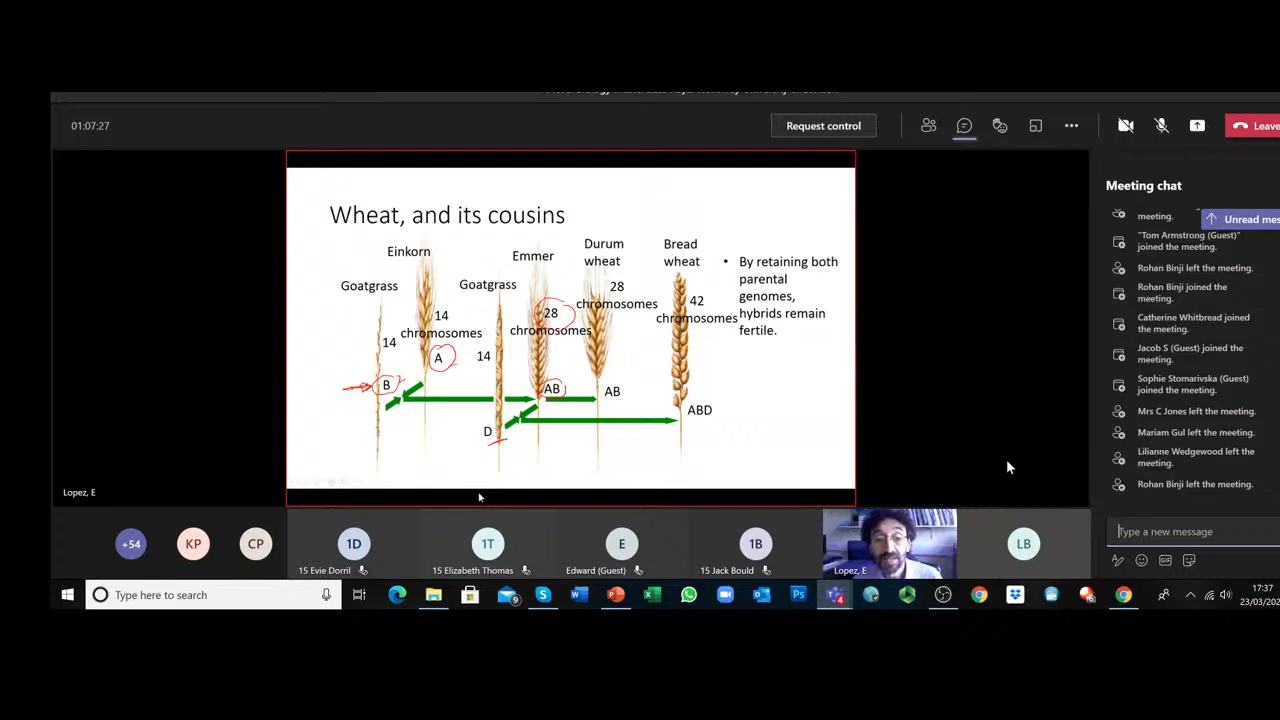 01:07:27
Request control
Leave
Wheat, and its cousins
Einkorn
Goatgrass
14
chromosomes
14
A
B
Goatgrass
14
D
Emmer
28
chromosomes
AB
Durum
wheat
28
chromosomes
AB
Bread
wheat
42
chromosomes
ABD
• By retaining both
parental
genomes,
hybrids remain
fertile.
Lopez, E
Meeting chat
meeting.
Unread mes
"Tom Armstrong (Guest)"
joined the meeting.
Rohan Binji left the meeting.
Rohan Binji joined the
meeting.
Catherine Whitbread joined
the meeting.
Jacob S (Guest) joined the
meeting.
Sophie Stomarivska (Guest)
joined the meeting.
Mrs C Jones left the meeting.
Mariam Gul left the meeting.
Lilianne Wedgewood left the
meeting.
Rohan Binji left the meeting.
Type a new message
+54
KP
CP
1D
15 Evie Dorril
1T
15 Elizabeth Thomas
E
Edward (Guest)
1B
15 Jack Bould
Lopez, E
LB
Type here to search
9
4
17:37
23/03/202